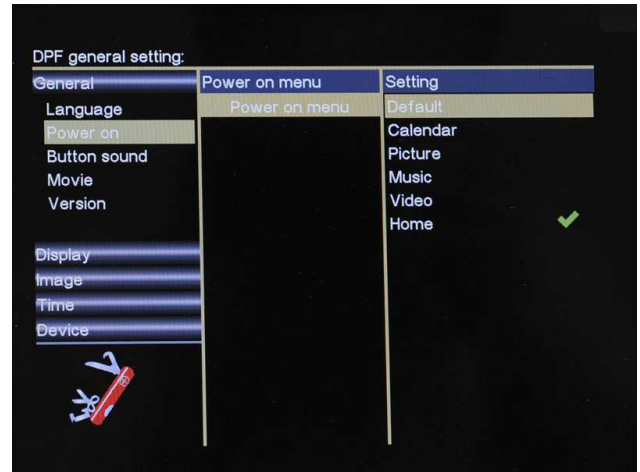 DPF general setting:
General
Language
Power on
Button sound
Movie
Version
Display
Image
Time
Device
Power on menu
Power on menu
Setting
Default
Calendar
Picture
Music
Video
Home